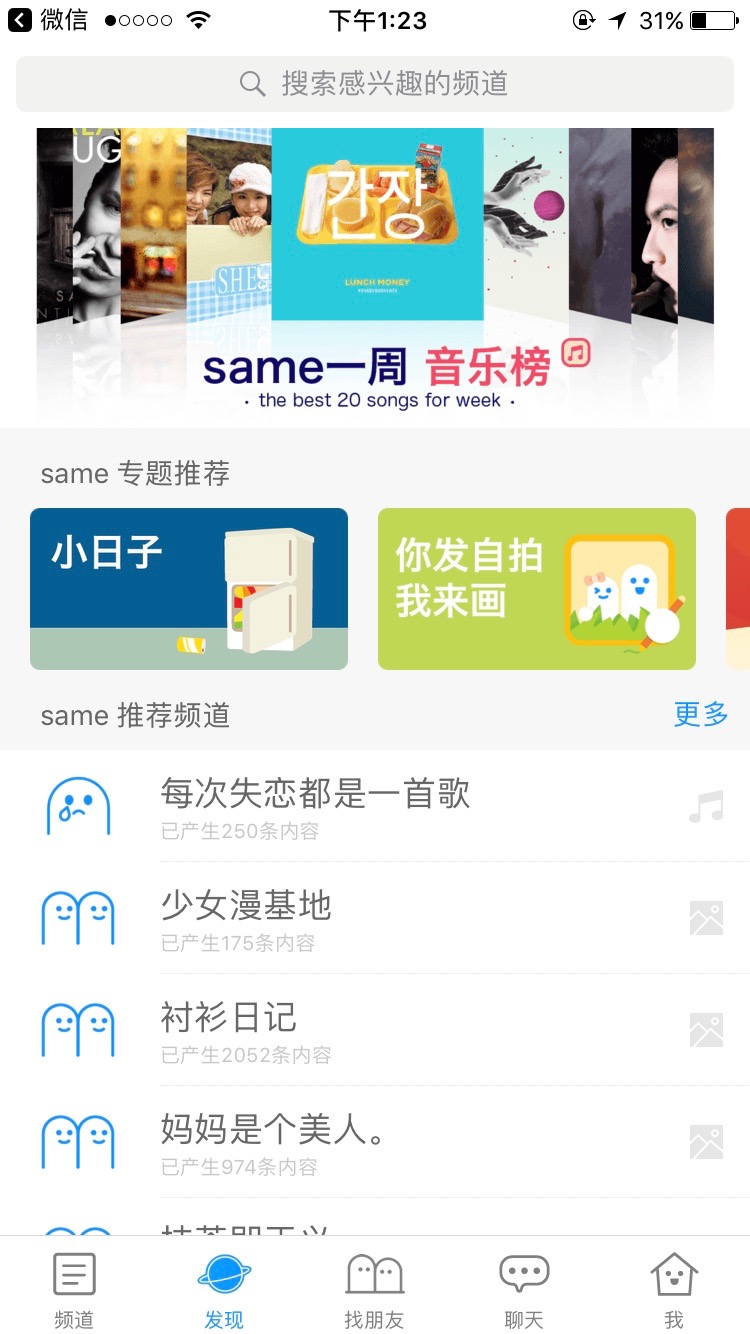 微信
下午1:23
31%
搜索感兴趣的频道
UG
SHE
간장
LUNCH MONEY
same一周 音乐榜
· the best 20 songs for week ·
same 专题推荐
小日子
你发自拍
我来画
same 推荐频道
更多
每次失恋都是一首歌
已产生250条内容
少女漫基地
已产生175条内容
衬衫日记
已产生2052条内容
妈妈是个美人。
已产生974条内容
频道
发现
找朋友
聊天
我